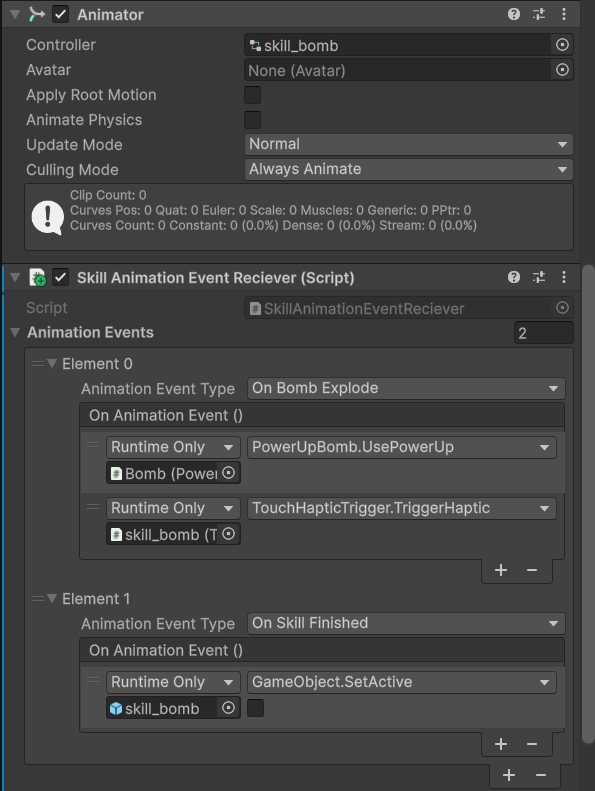 Animator
Controller
skill_bomb
Avatar
None (Avatar)
Apply Root Motion
Animate Physics
Update Mode
Normal
Culling Mode
Always Animate
Clip Count: 0
Curves Pos: 0 Quat: 0 Euler: 0 Scale: 0 Muscles: 0 Generic: 0 PPtr: 0
Curves Count: 0 Constant: 0 (0.0%) Dense: 0 (0.0%) Stream: 0 (0.0%)
Skill Animation Event Reciever (Script)
Script
SkillAnimationEventReciever
Animation Events
2
Element 0
Animation Event Type
On Bomb Explode
On Animation Event ()
Runtime Only
PowerUpBomb.UsePowerUp
Bomb (Power
Runtime Only
TouchHapticTrigger.TriggerHaptic
skill_bomb (T
Element 1
Animation Event Type
On Skill Finished
On Animation Event ()
Runtime Only
GameObject.SetActive
skill_bomb